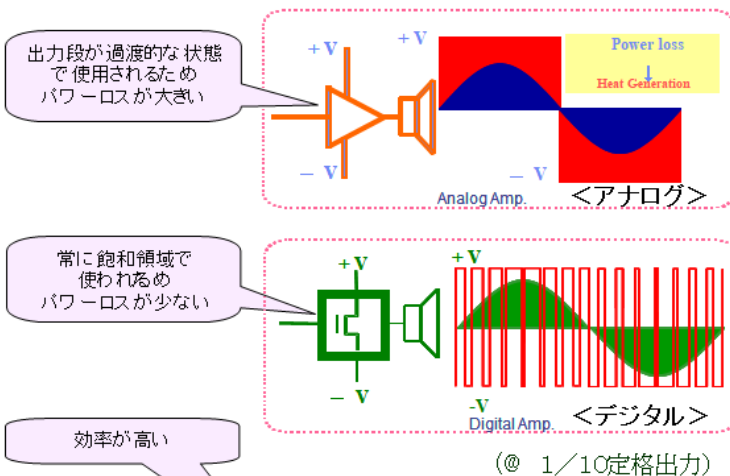 出力段が過渡的な状態
で使用されるため
パワーロスが大きい
+V
+V
Power loss
Heat Generation
− V
− V
Analog Amp.
＜アナログ＞
常に飽和領域で
使われるめ
パワーロスが少ない
+V
+V
− V
-V
Digital Amp.
＜デジタル＞
効率が高い
(@ 1／10定格出力)